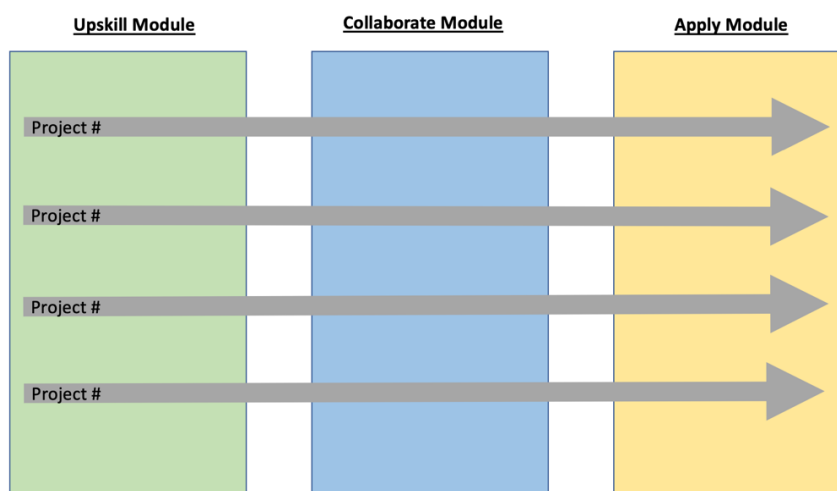 Upskill Module
Collaborate Module
Apply Module
Project #
Project #
Project #
Project #